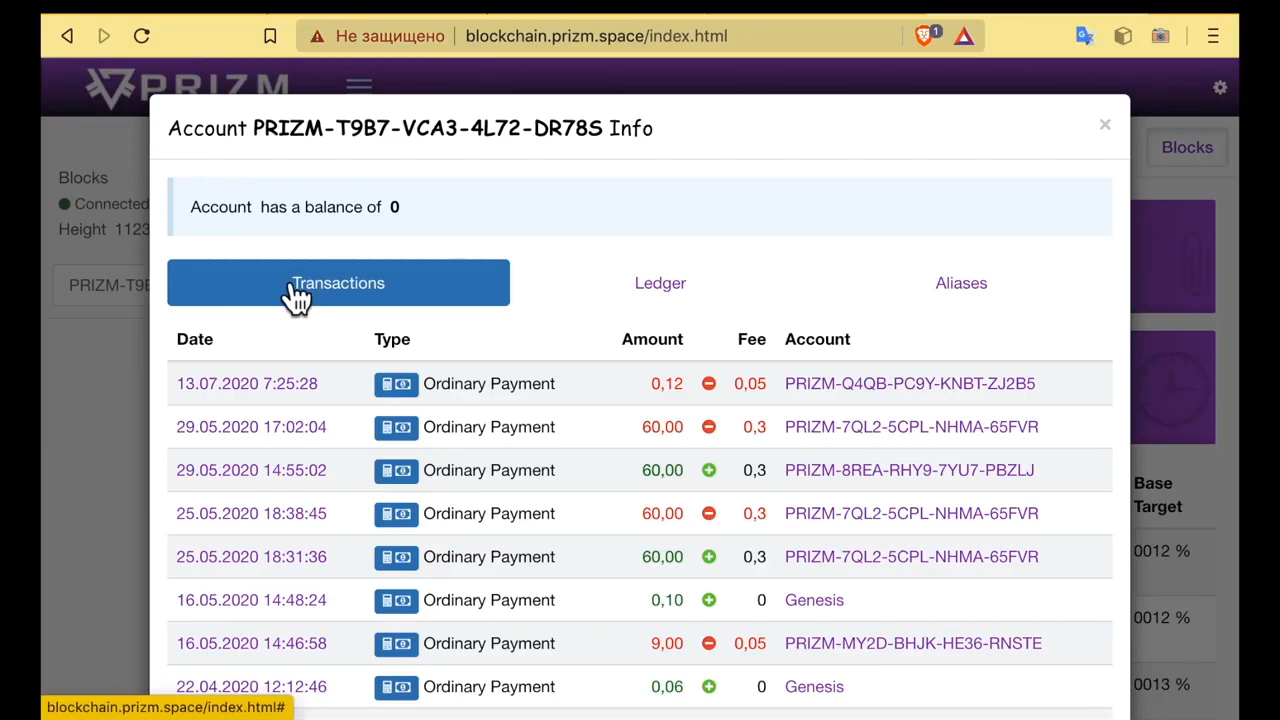 Не защищено blockchain.prizm.space/index.html 1
PRIZM
Account PRIZM-T9B7-VCA3-4L72-DR78S Info ×
Blocks
Blocks
Connected
Height 1123
PRIZM-T9B
Account has a balance of 0
Transactions Ledger Aliases
Date Type Amount Fee Account
13.07.2020 7:25:28 Ordinary Payment 0,12 0,05 PRIZM-Q4QB-PC9Y-KNBT-ZJ2B5
29.05.2020 17:02:04 Ordinary Payment 60,00 0,3 PRIZM-7QL2-5CPL-NHMA-65FVR
29.05.2020 14:55:02 Ordinary Payment 60,00 0,3 PRIZM-8REA-RHY9-7YU7-PBZLJ
25.05.2020 18:38:45 Ordinary Payment 60,00 0,3 PRIZM-7QL2-5CPL-NHMA-65FVR
25.05.2020 18:31:36 Ordinary Payment 60,00 0,3 PRIZM-7QL2-5CPL-NHMA-65FVR
16.05.2020 14:48:24 Ordinary Payment 0,10 0 Genesis
16.05.2020 14:46:58 Ordinary Payment 9,00 0,05 PRIZM-MY2D-BHJK-HE36-RNSTE
22.04.2020 12:12:46 Ordinary Payment 0,06 0 Genesis
Base
Target
0012 %
0012 %
0013 %
blockchain.prizm.space/index.html#